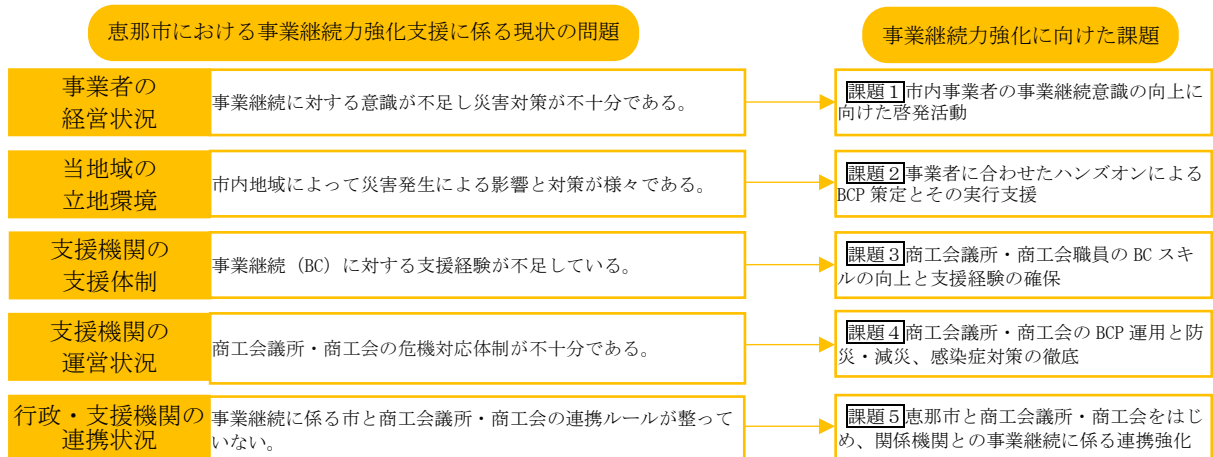 恵那市における事業継続力強化支援に係る現状の問題
事業継続力強化に向けた課題
事業者の
経営状況
事業継続に対する意識が不足し災害対策が不十分である。
課題1市内事業者の事業継続意識の向上に
向けた啓発活動
当地域の
立地環境
市内地域によって災害発生による影響と対策が様々である。
課題2事業者に合わせたハンズオンによる
BCP 策定とその実行支援
支援機関の
支援体制
事業継続（BC）に対する支援経験が不足している。
課題3商工会議所・商工会職員の BC スキ
ルの向上と支援経験の確保
支援機関の
運営状況
商工会議所・商工会の危機対応体制が不十分である。
課題4商工会議所・商工会の BCP 運用と防
災・減災、感染症対策の徹底
行政・支援機関の
連携状況
事業継続に係る市と商工会議所・商工会の連携ルールが整って
いない。
課題5恵那市と商工会議所・商工会をはじ
め、関係機関との事業継続に係る連携強化